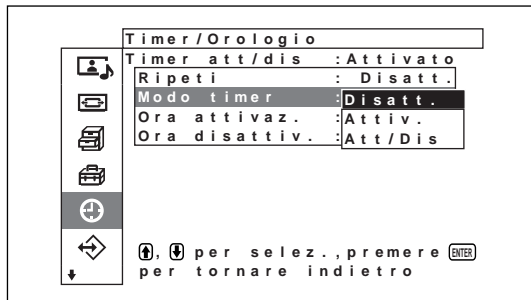 Timer/Orologio
Timer att/dis :Attivato
Ripeti : Disatt.
Modo timer :Disatt.
Ora attivaz. :Attiv.
Ora disattiv. :Att/Dis
, per selez.,premere ENTER
per tornare indietro